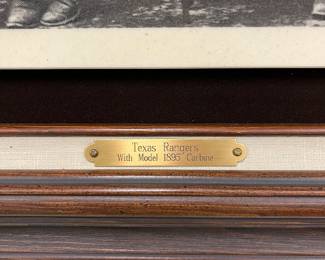 Texas Rangers
With Model 1895 Carbine